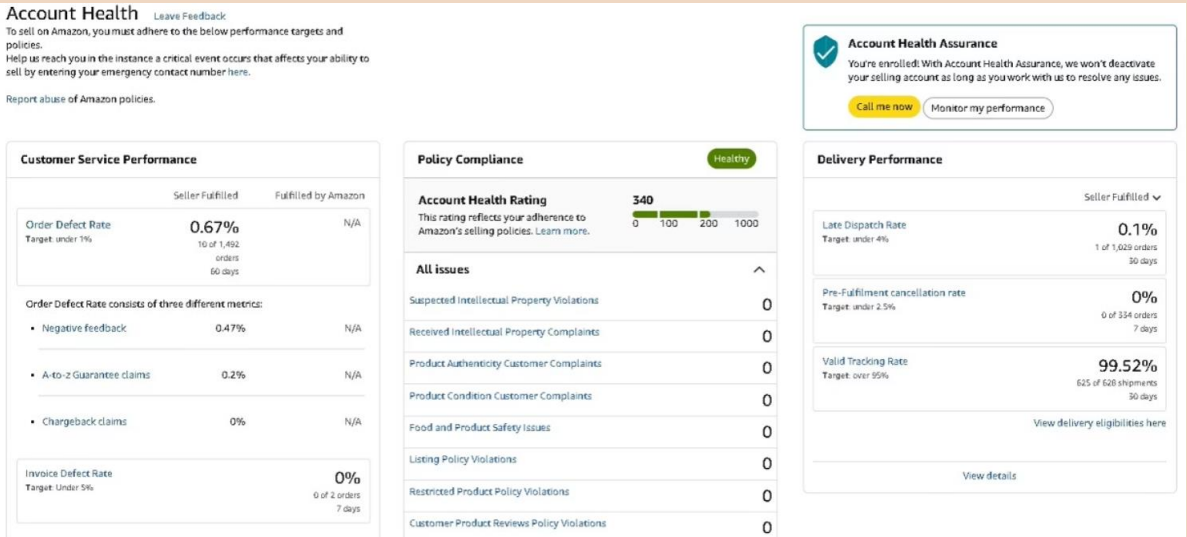 Account Health Leave Feedback
To sell on Amazon, you must adhere to the below performance targets and
policies.
Help us reach you in the instance a critical event occurs that affects your ability to
sell by entering your emergency contact number here.
Report abuse of Amazon policies.
Account Health Assurance
You're enrolled! With Account Health Assurance, we won't deactivate
your selling account as long as you work with us to resolve any issues.
Call me now Monitor my performance
Customer Service Performance
Seller Fulfilled Fulfilled by Amazon
Order Defect Rate 0.67% N/A
Target: under 1%
10 of 1,492
orders
60 days
Order Defect Rate consists of three different metrics:
• Negative feedback 0.47% N/A
• A-to-z Guarantee claims 0.2% N/A
• Chargeback claims 0% N/A
Invoice Defect Rate 0%
Target: Under 5%
0 of 2 orders
7 days
Policy Compliance Healthy
Account Health Rating 340
This rating reflects your adherence to
Amazon's selling policies. Learn more.
0 100 200 1000
All issues
Suspected Intellectual Property Violations 0
Received Intellectual Property Complaints 0
Product Authenticity Customer Complaints 0
Product Condition Customer Complaints 0
Food and Product Safety Issues 0
Listing Policy Violations 0
Restricted Product Policy Violations 0
Customer Product Reviews Policy Violations 0
Delivery Performance
Seller Fulfilled
Late Dispatch Rate 0.1%
Target: under 4%
1 of 1,029 orders
30 days
Pre-Fulfilment cancellation rate 0%
Target: under 2.5%
0 of 334 orders
7 days
Valid Tracking Rate 99.52%
Target: over 95%
625 of 628 shipments
30 days
View delivery eligibilities here
View details